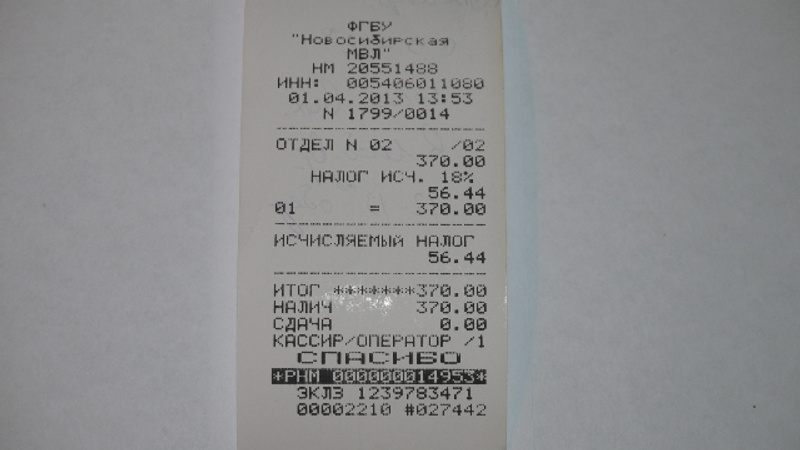 ФГБУ
"Новосибирская
МВЛ"
НМ 20551488
ИНН: 005406011080
01.04.2013 13:53
N 1799/0014
ОТДЕЛ N 02 /02
370.00
НАЛОГ ИСЧ. 18%
56.44
01 = 370.00
ИСЧИСЛЯЕМЫЙ НАЛОГ
56.44
ИТОГ *******370.00
НАЛИЧ 370.00
СДАЧА 0.00
КАССИР/ОПЕРАТОР /1
СПАСИБО
*РНМ 000000014953*
ЭКЛЗ 1239783471
00002210 #027442